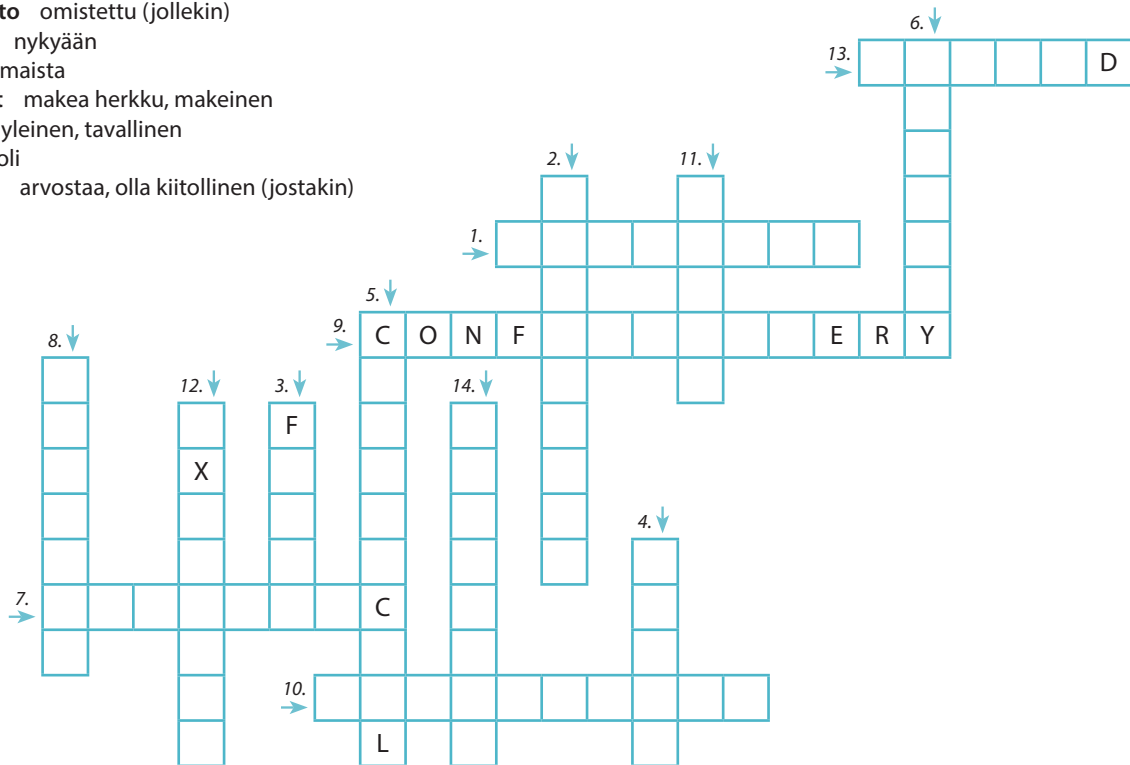 to omistettu (jollekin)
nykyään
maista
: makea herkku, makeinen
yleinen, tavallinen
oli
arvostaa, olla kiitollinen (jostakin)
6.
13. D
2. 11.
1.
5.
9. C O N F E R Y
8.
12. 3. 14.
F
X
4.
7. C
10.
L